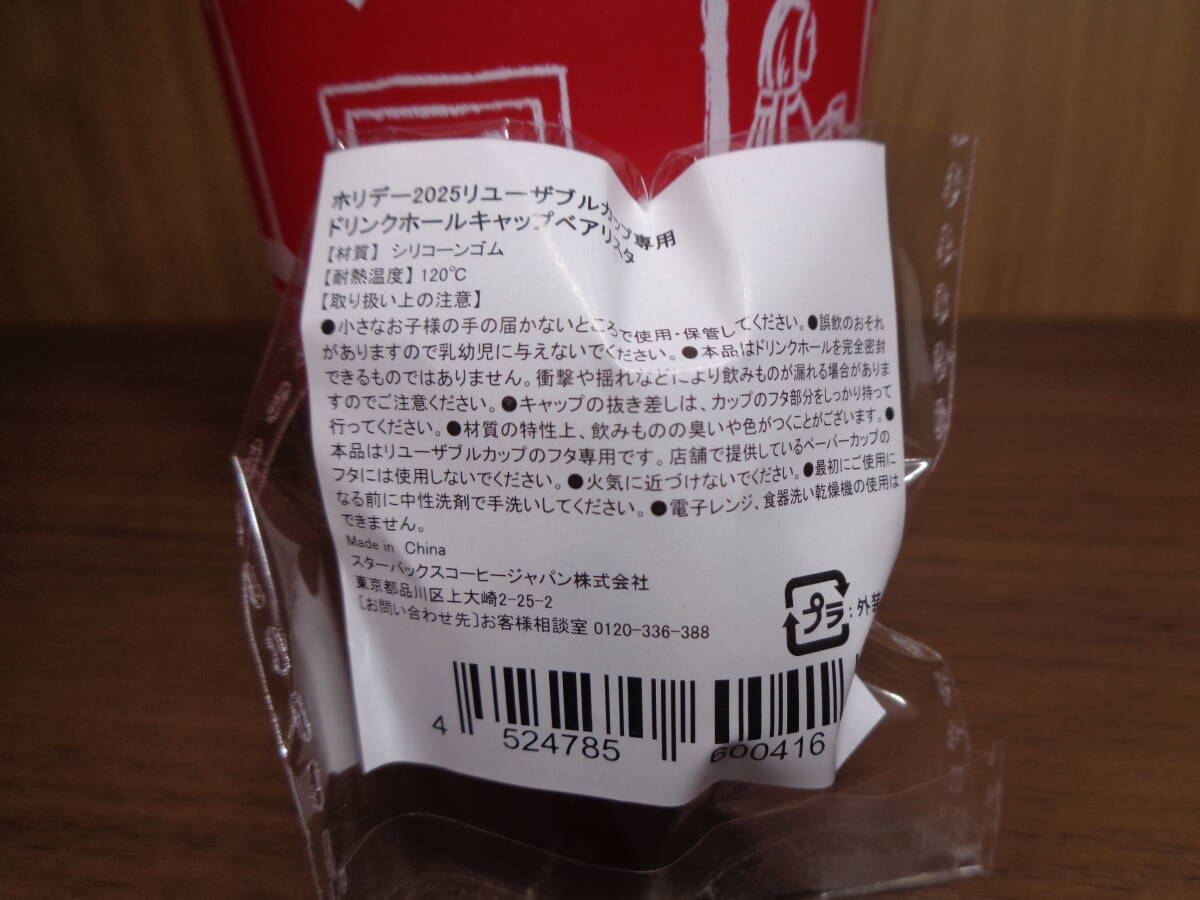 ホリデー2025リユーザブルカップ専用
ドリンクホールキャップベアリスタ
【材質】 シリコーンゴム
【耐熱温度】 120℃
【取り扱い上の注意】
●小さなお子様の手の届かないところで使用・保管してください。●誤飲のおそれ
がありますので乳幼児に与えないでください。●本品はドリンクホールを完全密封
できるものではありません。衝撃や揺れなどにより飲みものが漏れる場合がありま
すのでご注意ください。●キャップの抜き差しは、カップのフタ部分をしっかり持って
行ってください。●材質の特性上、飲みものの臭いや色がつくことがございます。●
本品はリユーザブルカップのフタ専用です。店舗で提供しているペーパーカップの
フタには使用しないでください。●火気に近づけないでください。●最初にご使用に
なる前に中性洗剤で手洗いしてください。●電子レンジ、食器洗い乾燥機の使用は
できません。
Made in China
スターバックスコーヒージャパン株式会社
東京都品川区上大崎2-25-2
［お問い合わせ先］お客様相談室 0120-336-388
プラ : 外装
4 524785 600416